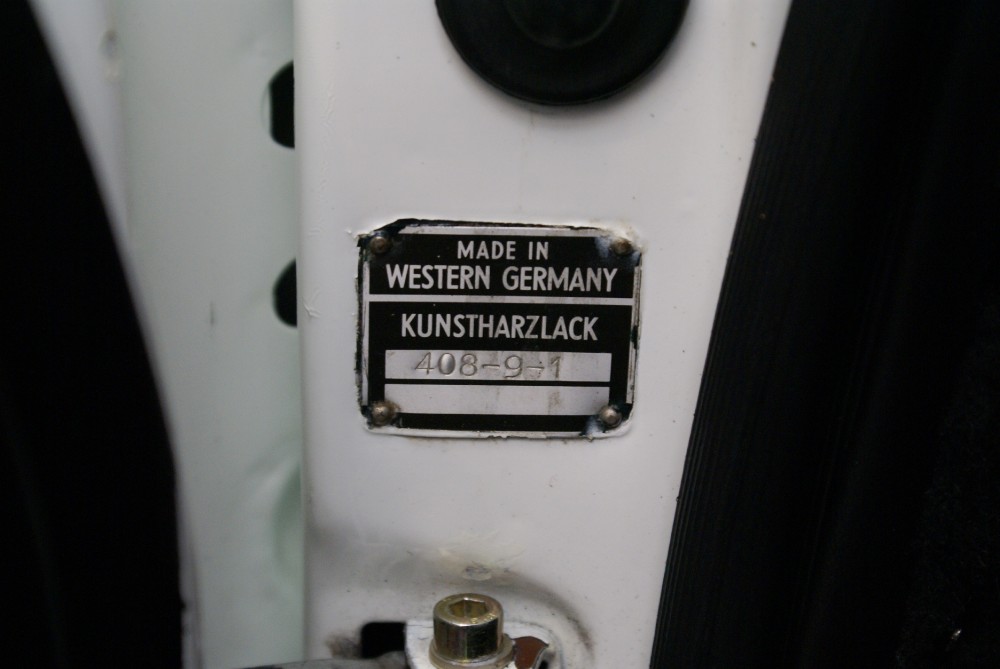 MADE IN
WESTERN GERMANY
KUNSTHARZLACK
408-9-1